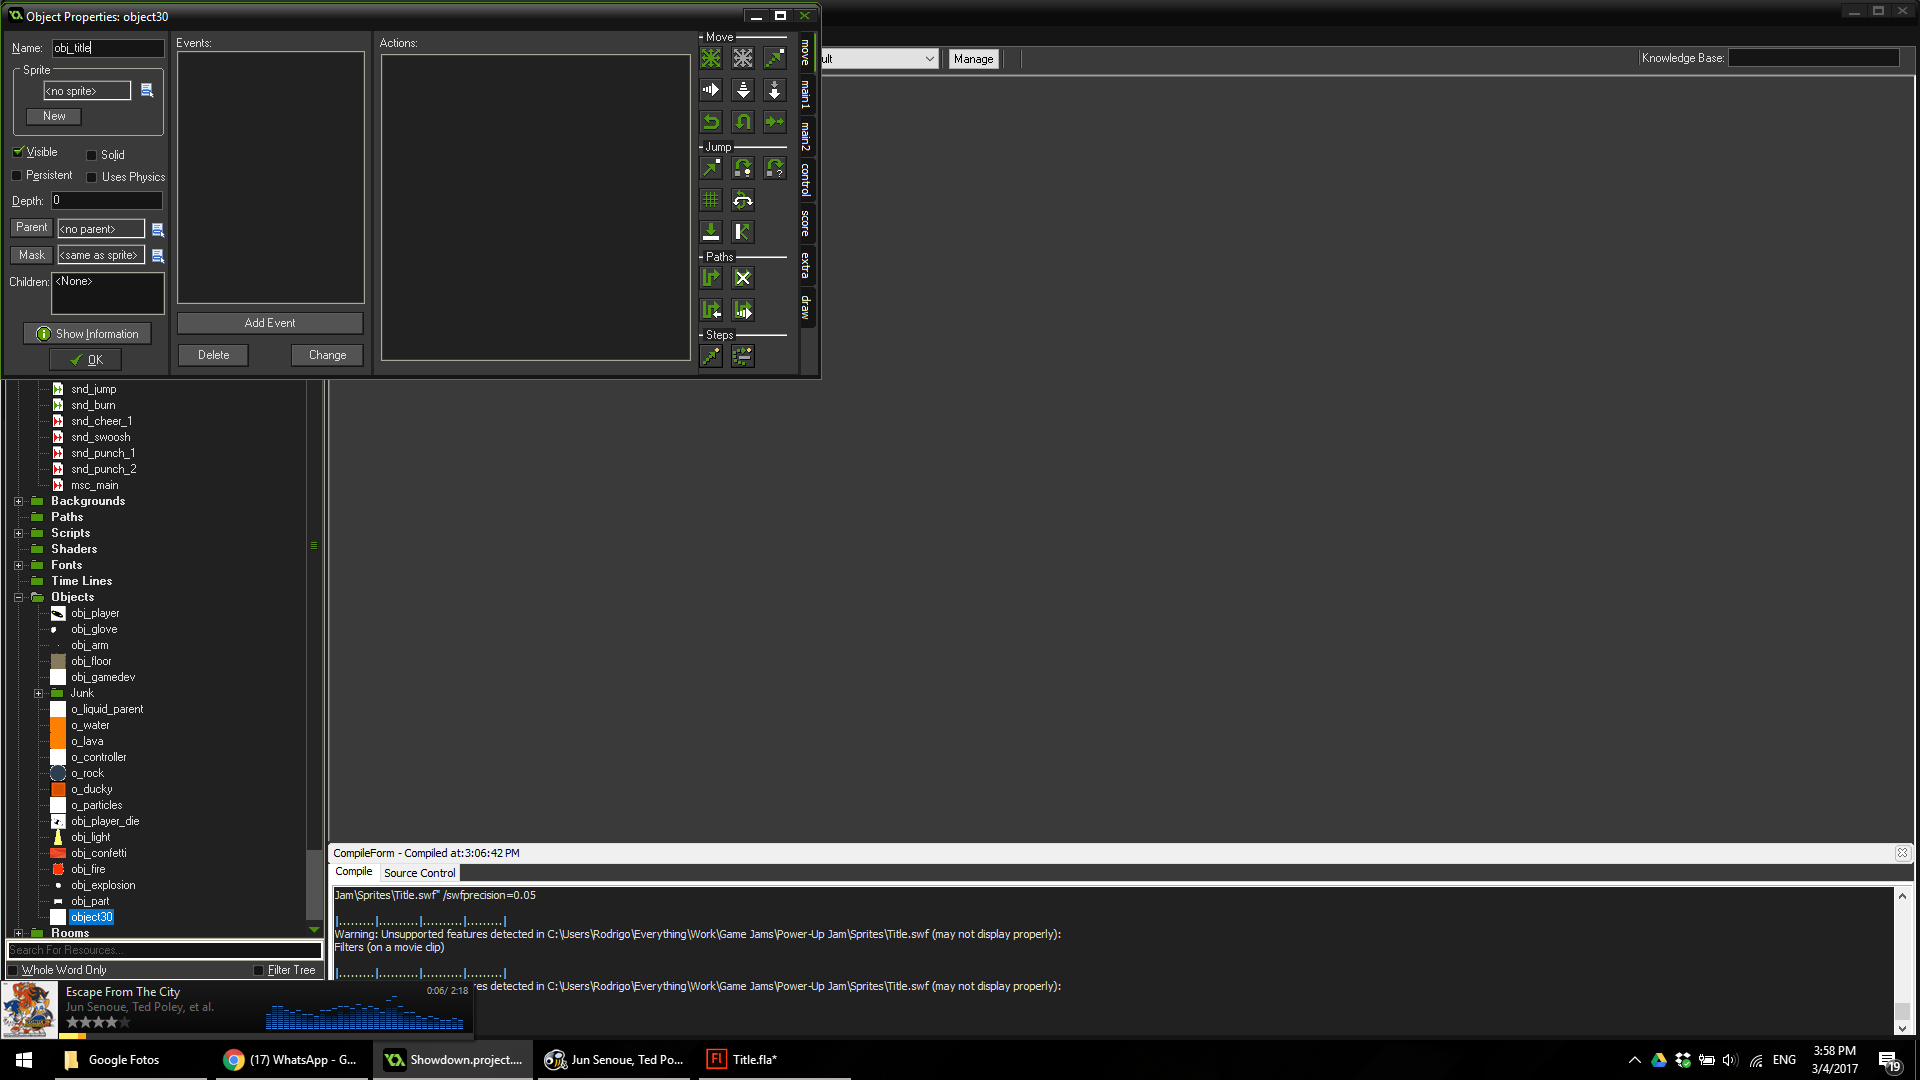 Object Properties: object30
Name: obj_title
Sprite
<no sprite>
New
Visible
Solid
Persistent
Uses Physics
Depth: 0
Parent
<no parent>
Mask
<same as sprite>
Children:
<None>
Show Information
OK
Events:
Add Event
Delete
Change
Actions:
Move
Jump
Paths
Steps
move
main1
main2
control
score
extra
draw
ult
Manage
Knowledge Base:
snd_jump
snd_burn
snd_cheer_1
snd_swoosh
snd_punch_1
snd_punch_2
msc_main
Backgrounds
Paths
Scripts
Shaders
Fonts
Time Lines
Objects
obj_player
obj_glove
obj_arm
obj_floor
obj_gamedev
Junk
o_liquid_parent
o_water
o_lava
o_controller
o_rock
o_ducky
o_particles
obj_player_die
obj_light
obj_confetti
obj_fire
obj_explosion
obj_part
object30
Rooms
Search For Resources...
Whole Word Only
Filter Tree
CompileForm - Compiled at:3:06:42 PM
Compile
Source Control
Jam\Sprites\Title.swf" /swfprecision=0.05
|.........|..........|..........|.........|
Warning: Unsupported features detected in C:\Users\Rodrigo\Everything\Work\Game Jams\Power-Up Jam\Sprites\Title.swf (may not display properly):
Filters (on a movie clip)
|.........|..........|..........|.........|
res detected in C:\Users\Rodrigo\Everything\Work\Game Jams\Power-Up Jam\Sprites\Title.swf (may not display properly):
Escape From The City
0:06/ 2:18
Jun Senoue, Ted Poley, et al.
Google Fotos
(17) WhatsApp - G...
Showdown.project....
Jun Senoue, Ted Po...
Fl
Title.fla*
ENG
3:58 PM
3/4/2017
19